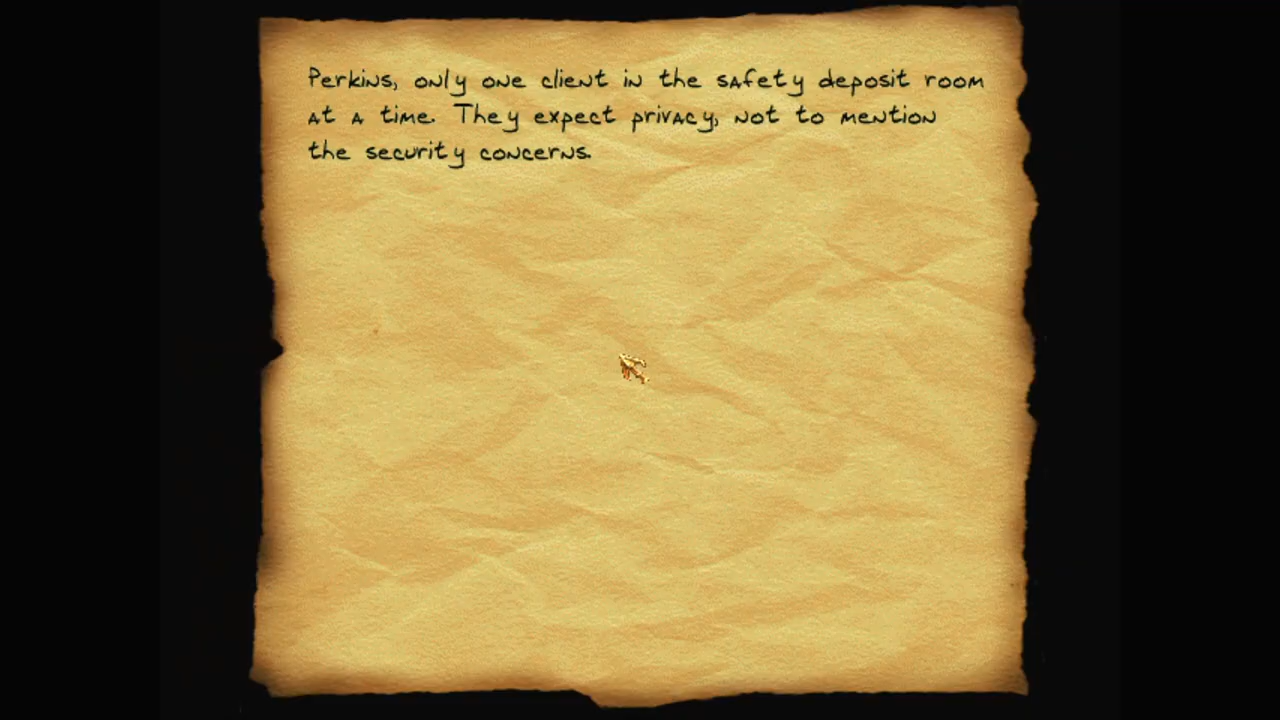 Perkins, only one client in the safety deposit room
at a time. They expect privacy, not to mention
the security concerns.